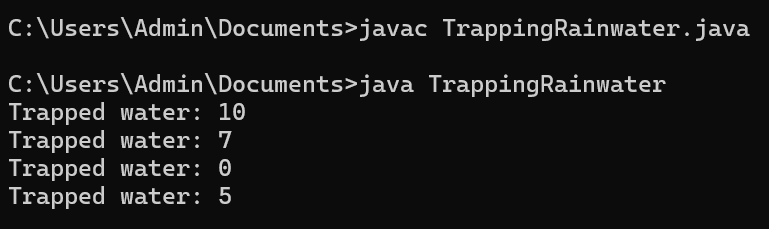 C:\Users\Admin\Documents>javac TrappingRainwater.java
C:\Users\Admin\Documents>java TrappingRainwater
Trapped water: 10
Trapped water: 7
Trapped water: 0
Trapped water: 5